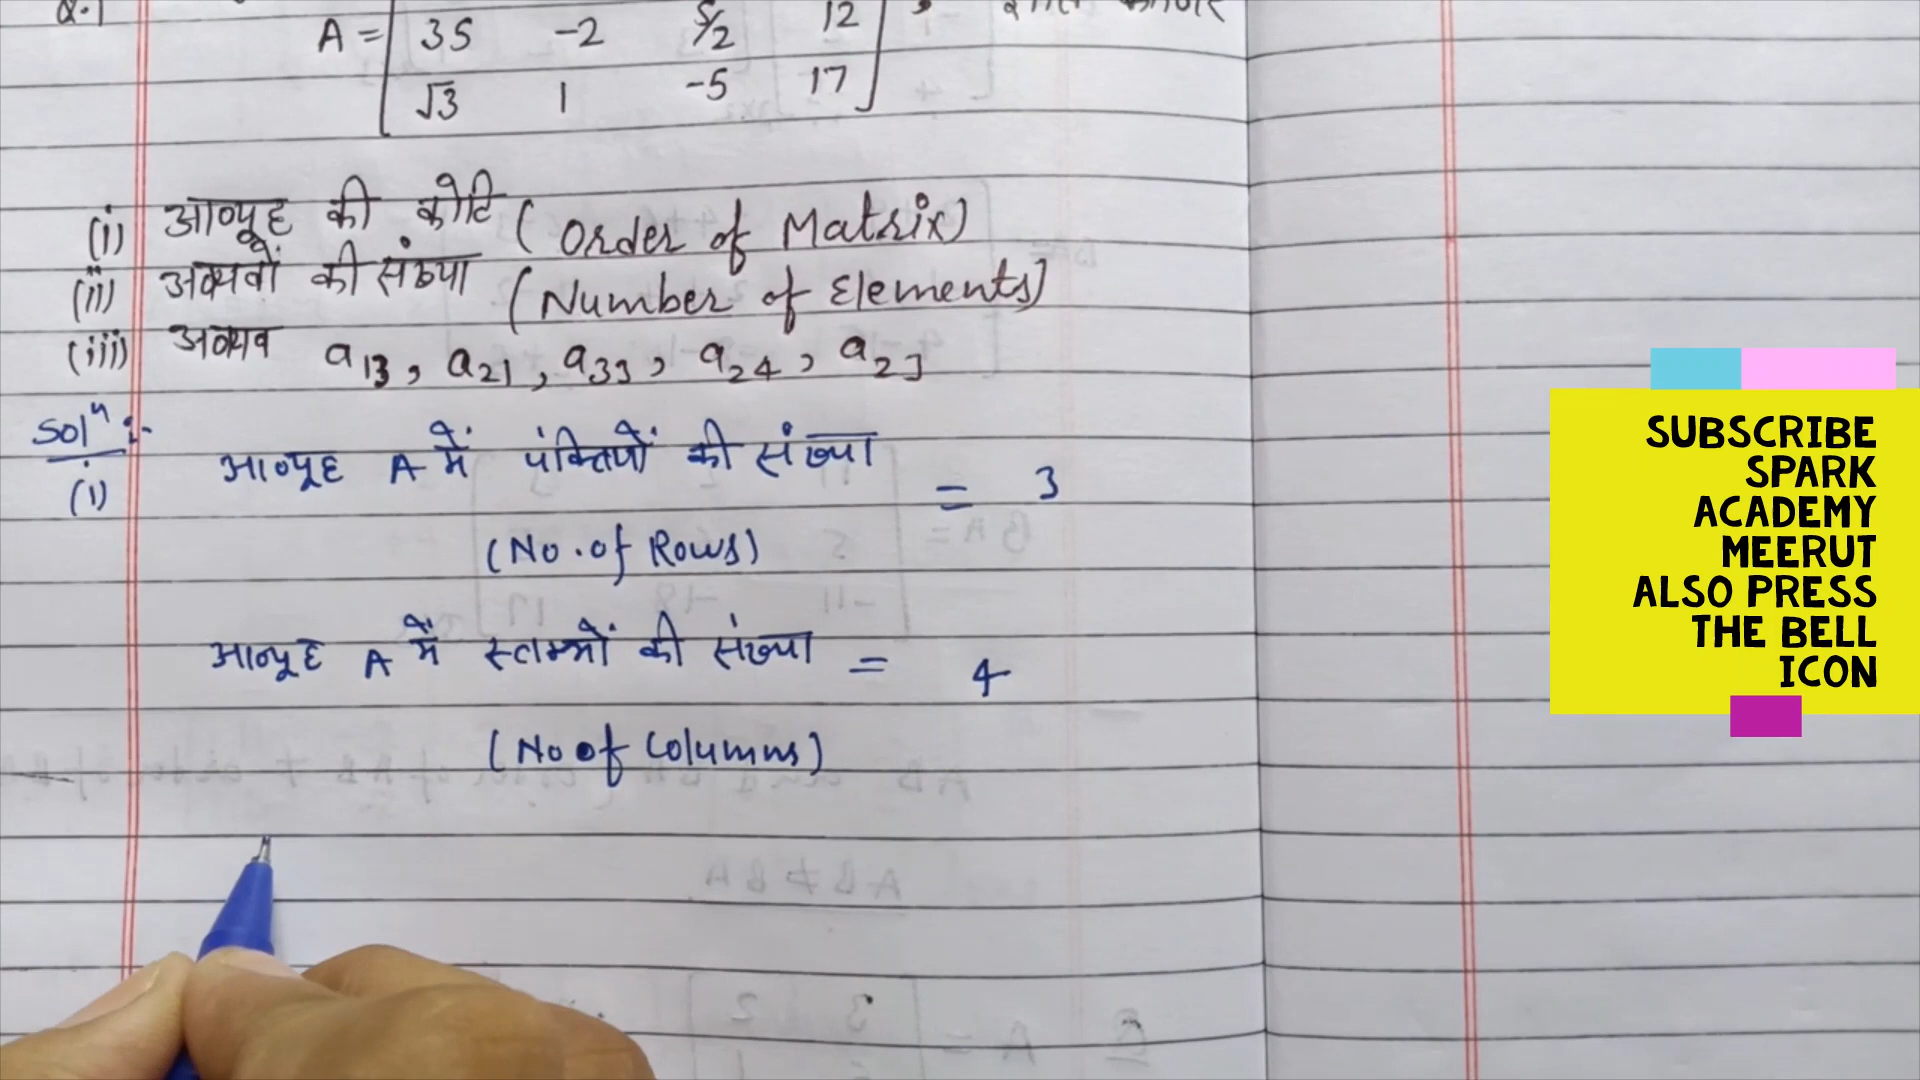 Q.1
A = [ 35 -2 5/2 12
√3 1 -5 17 ]
(i) आव्यूह की कोटि ( Order of Matrix)
(ii) अवयवों की संख्या (Number of Elements)
(iii) अवयव a13, a21, a33, a24, a23
Solⁿ :-
(i) आव्यूह A में पंक्तियों की संख्या = 3
(No. of Rows)
आव्यूह A में स्तम्भों की संख्या = 4
(No of Columns)
SUBSCRIBE
SPARK
ACADEMY
MEERUT
ALSO PRESS
THE BELL
ICON